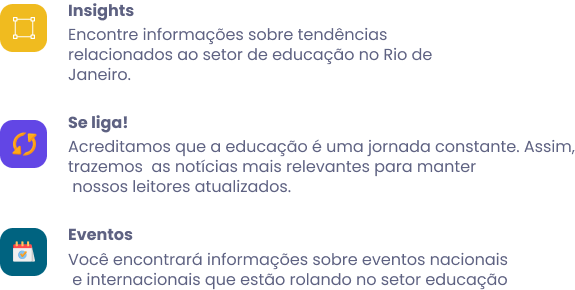 Insights
Encontre informações sobre tendências
relacionados ao setor de educação no Rio de
Janeiro.
Se liga!
Acreditamos que a educação é uma jornada constante. Assim,
trazemos as notícias mais relevantes para manter
nossos leitores atualizados.
Eventos
Você encontrará informações sobre eventos nacionais
e internacionais que estão rolando no setor educação